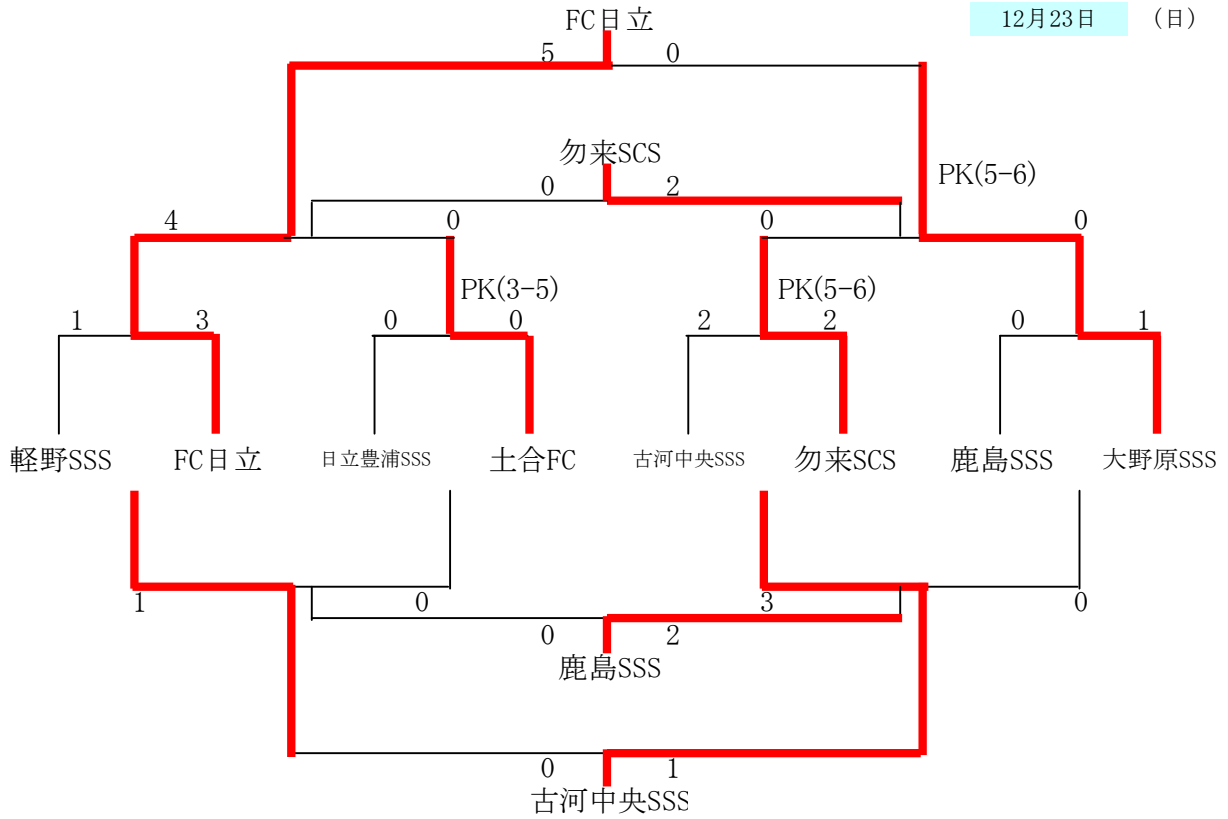 FC日立
12月23日 (日)
5 0
勿来SCS
0 2
PK(5-6)
4 0 0 0
PK(3-5) PK(5-6)
1 3 0 0 2 2 0 1
軽野SSS FC日立 日立豊浦SSS 土合FC 古河中央SSS 勿来SCS 鹿島SSS 大野原SSS
1 0 3 0
0 2
鹿島SSS
0 1
古河中央SSS